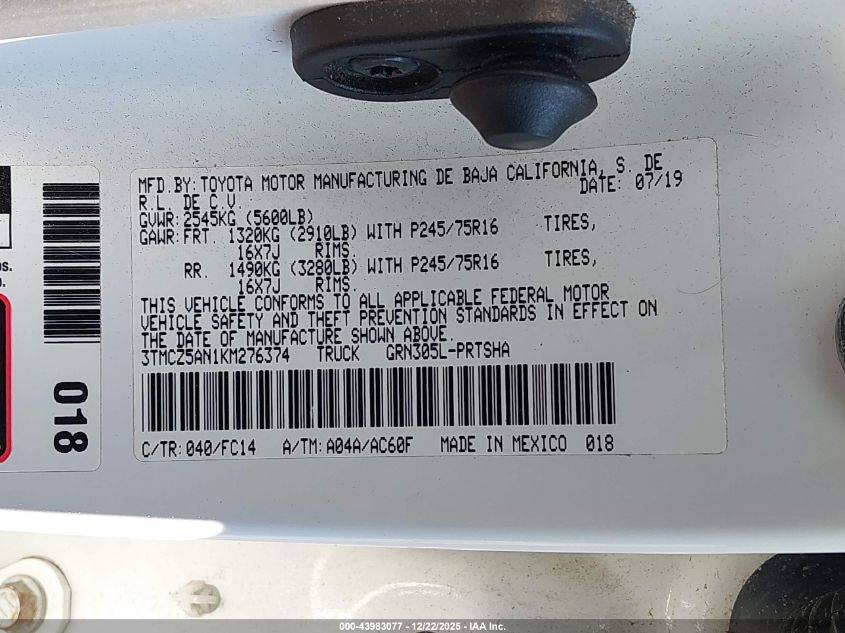 MFD.BY:TOYOTA MOTOR MANUFACTURING DE BAJA CALIFORNIA, S. DE
R.L. DE C.V. DATE: 07/19
GVWR:2545KG (5600LB)
GAWR:FRT. 1320KG (2910LB) WITH P245/75R16 TIRES,
16X7J RIMS.
RR. 1490KG (3280LB) WITH P245/75R16 TIRES,
16X7J RIMS.
THIS VEHICLE CONFORMS TO ALL APPLICABLE FEDERAL MOTOR
VEHICLE SAFETY AND THEFT PREVENTION STANDARDS IN EFFECT ON
THE DATE OF MANUFACTURE SHOWN ABOVE.
3TMCZ5AN1KM276374 TRUCK GRN305L-PRTSHA
C/TR:040/FC14 A/TM:A04A/AC60F MADE IN MEXICO 018
018
000-43983077 - 12/22/2025 - IAA Inc.